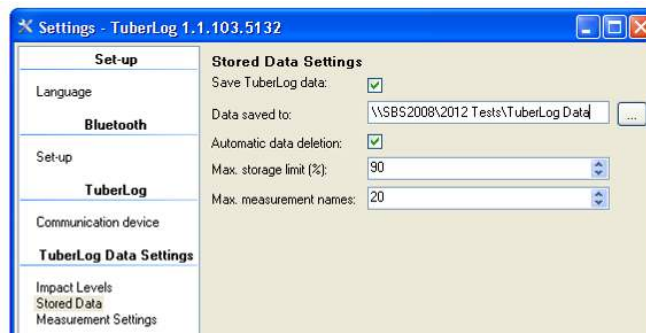 Settings - TuberLog 1.1.103.5132
Set-up
Language
Bluetooth
Set-up
TuberLog
Communication device
TuberLog Data Settings
Impact Levels
Stored Data
Measurement Settings
Stored Data Settings
Save TuberLog data:
Data saved to: \\SBS2008\2012 Tests\TuberLog Data ...
Automatic data deletion:
Max. storage limit (%): 90
Max. measurement names: 20